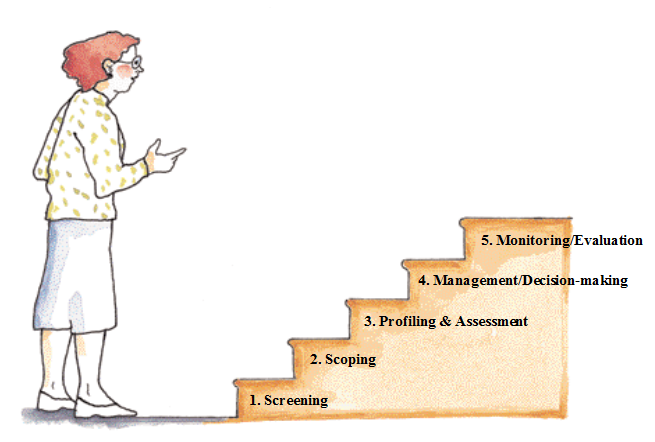 5. Monitoring/Evaluation
4. Management/Decision-making
3. Profiling & Assessment
2. Scoping
1. Screening